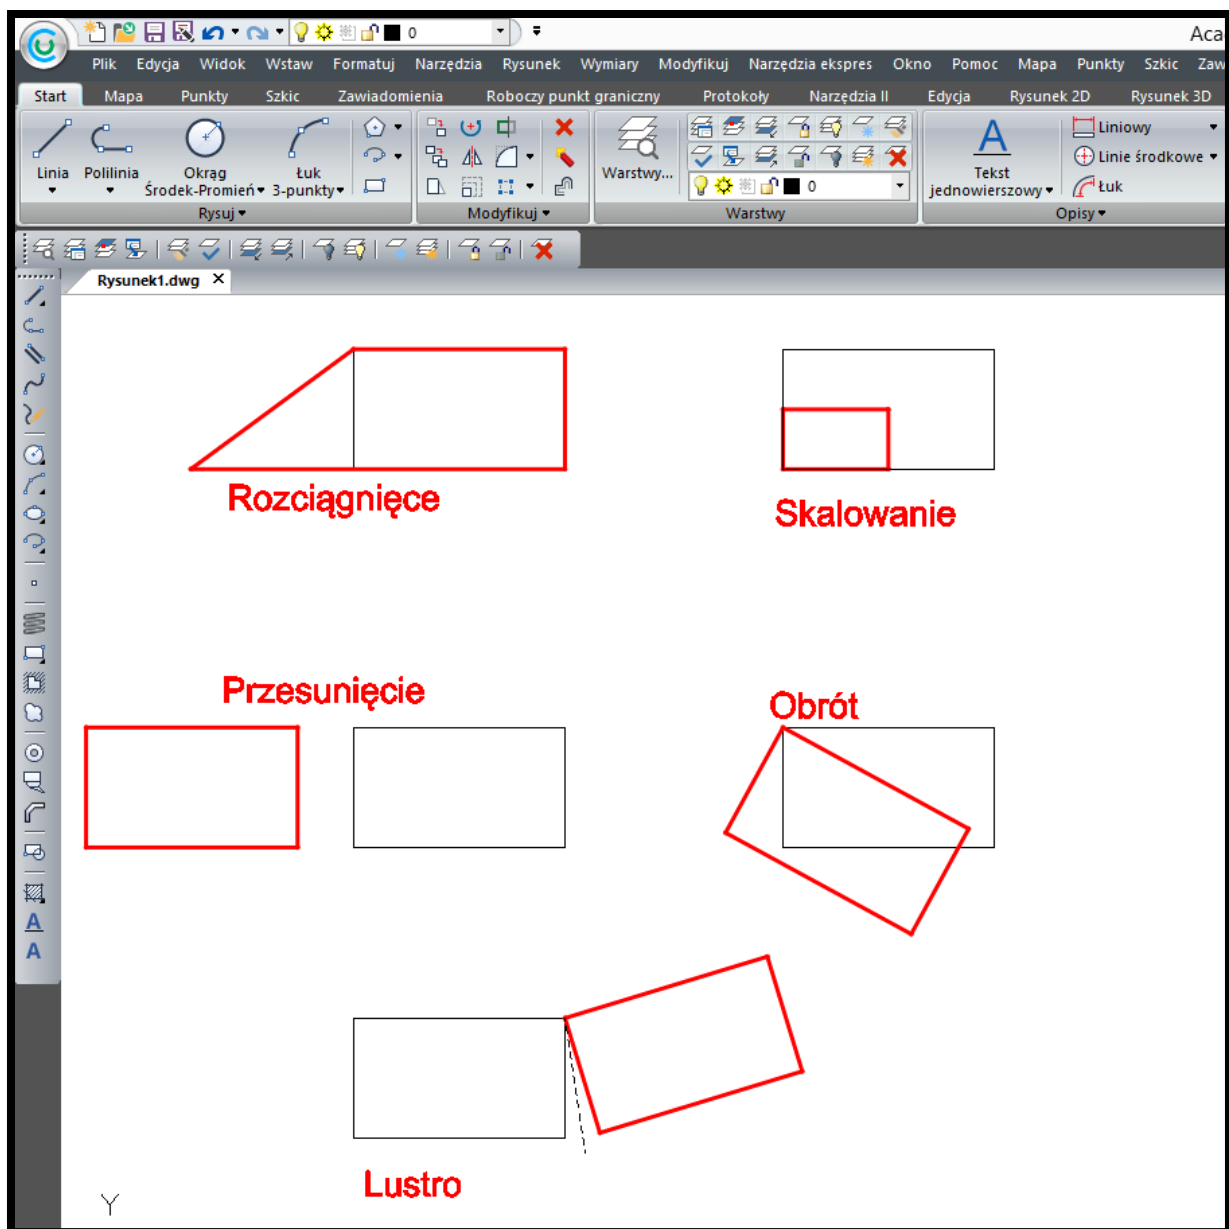 0
Aca
Plik Edycja Widok Wstaw Formatuj Narzędzia Rysunek Wymiary Modyfikuj Narzędzia ekspres Okno Pomoc Mapa Punkty Szkic Zaw
Start Mapa Punkty Szkic Zawiadomienia Roboczy punkt graniczny Protokoły Narzędzia II Edycja Rysunek 2D Rysunek 3D
Linia Polilinia Okrąg Środek-Promień Łuk 3-punkty
Rysuj
Modyfikuj
Warstwy...
0
Warstwy
A
Tekst jednowierszowy
Liniowy
Linie środkowe
Łuk
Opisy
Rysunek1.dwg X
A
A
Rozciągnięce
Skalowanie
Przesunięcie
Obrót
Lustro
Y